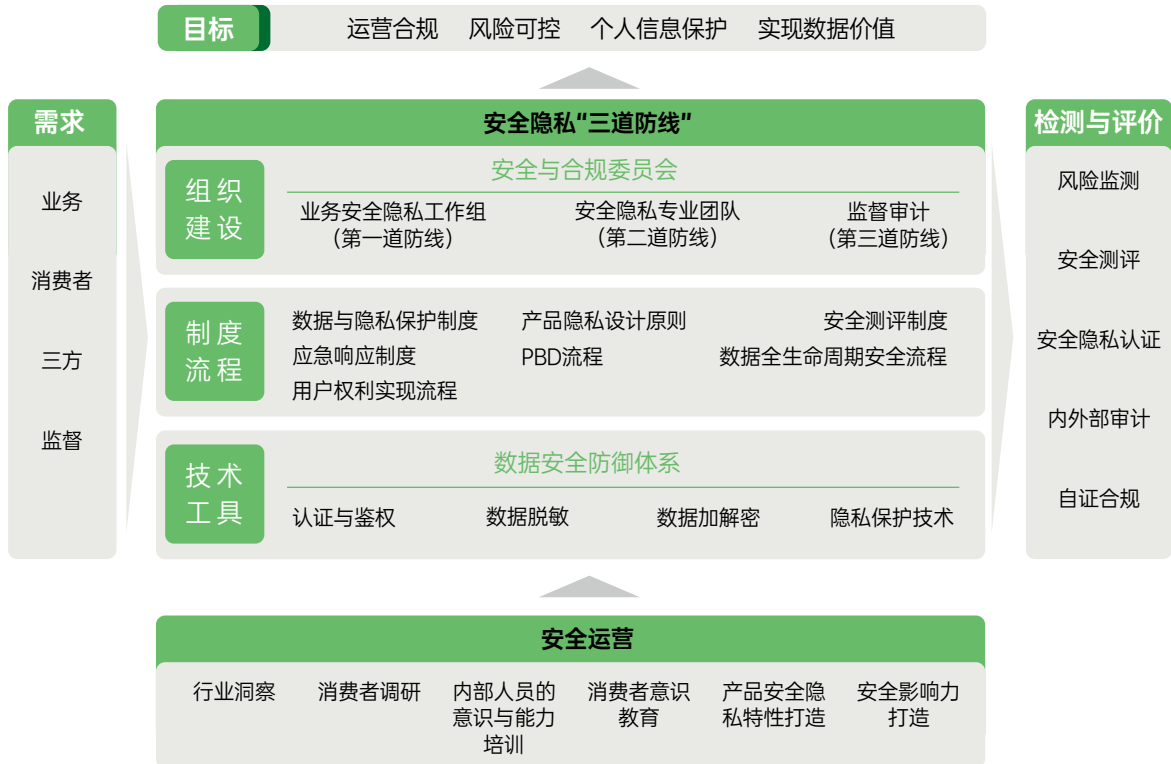 目标
运营合规 风险可控 个人信息保护 实现数据价值
需求
业务
消费者
三方
监督
安全隐私“三道防线”
组织
建设
安全与合规委员会
业务安全隐私工作组
（第一道防线）
安全隐私专业团队
（第二道防线）
监督审计
（第三道防线）
制度
流程
数据与隐私保护制度 产品隐私设计原则 安全测评制度
应急响应制度 PBD流程 数据全生命周期安全流程
用户权利实现流程
技术
工具
数据安全防御体系
认证与鉴权 数据脱敏 数据加解密 隐私保护技术
检测与评价
风险监测
安全测评
安全隐私认证
内外部审计
自证合规
安全运营
行业洞察
消费者调研
内部人员的
意识与能力
培训
消费者意识
教育
产品安全隐
私特性打造
安全影响力
打造